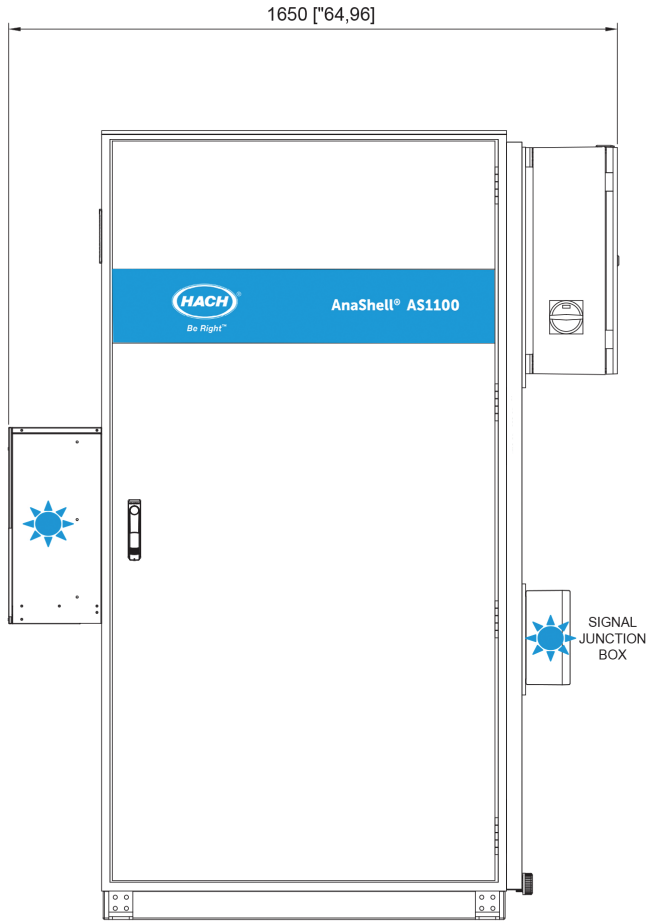 1650 ["64,96]
HACH®
Be Right™
AnaShell® AS1100
SIGNAL
JUNCTION
BOX